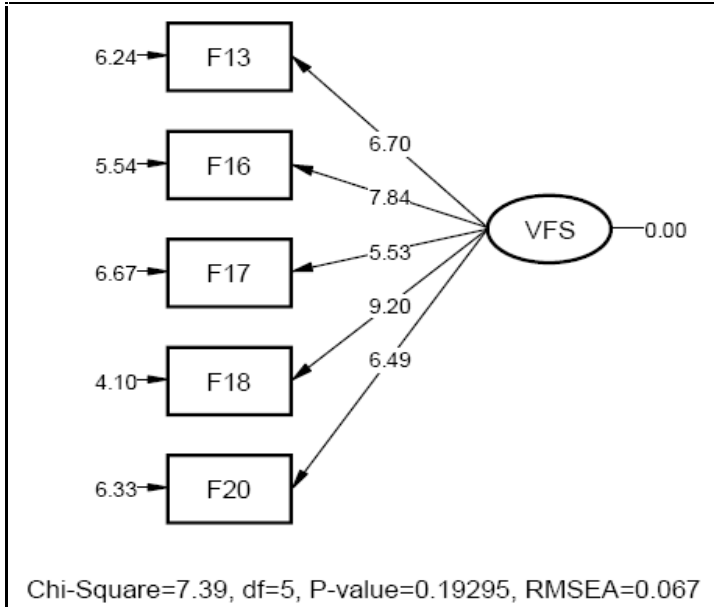 6.24 F13
6.70
5.54 F16
7.84
VFS 0.00
5.53
6.67 F17
9.20
6.49
4.10 F18
6.33 F20
Chi-Square=7.39, df=5, P-value=0.19295, RMSEA=0.067